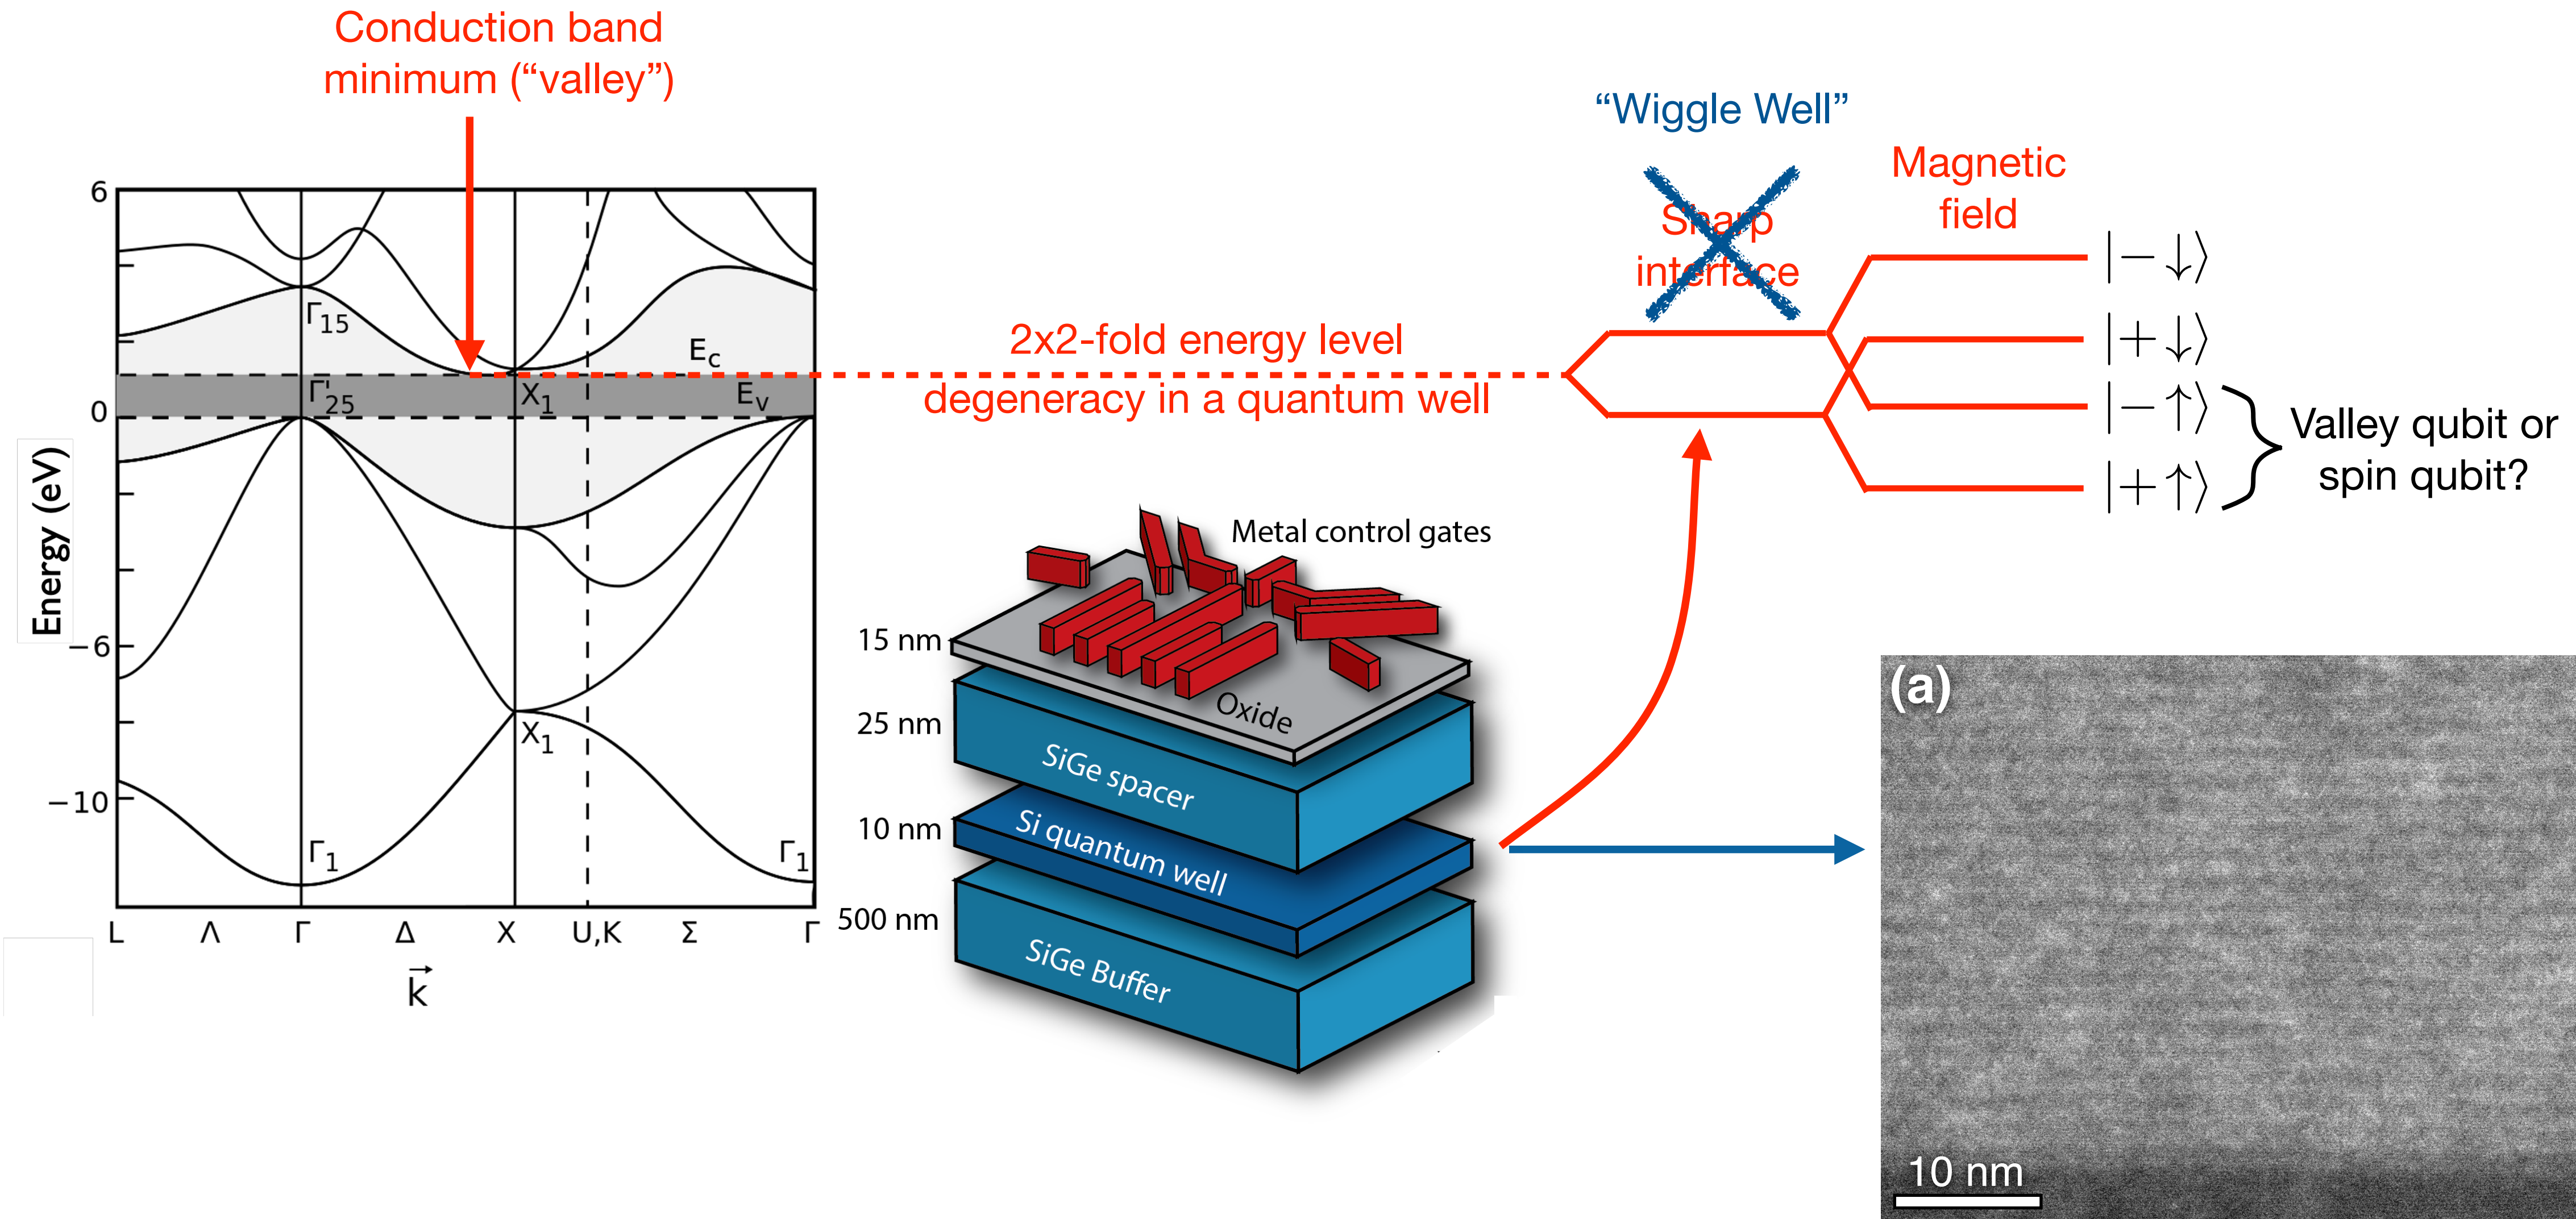 Conduction band
minimum (“valley”)
“Wiggle Well”
Sharp
interface
Magnetic
field
|− ↓⟩
|+ ↓⟩
|− ↑⟩
|+ ↑⟩
Valley qubit or
spin qubit?
2x2-fold energy level
degeneracy in a quantum well
Energy (eV)
6
0
−6
−10
Γ15
Γ'25
Ec
Ev
X1
X1
Γ1
Γ1
L Λ Γ Δ X U,K Σ Γ
k
Metal control gates
15 nm
Oxide
25 nm
SiGe spacer
10 nm
Si quantum well
500 nm
SiGe Buffer
(a)
10 nm